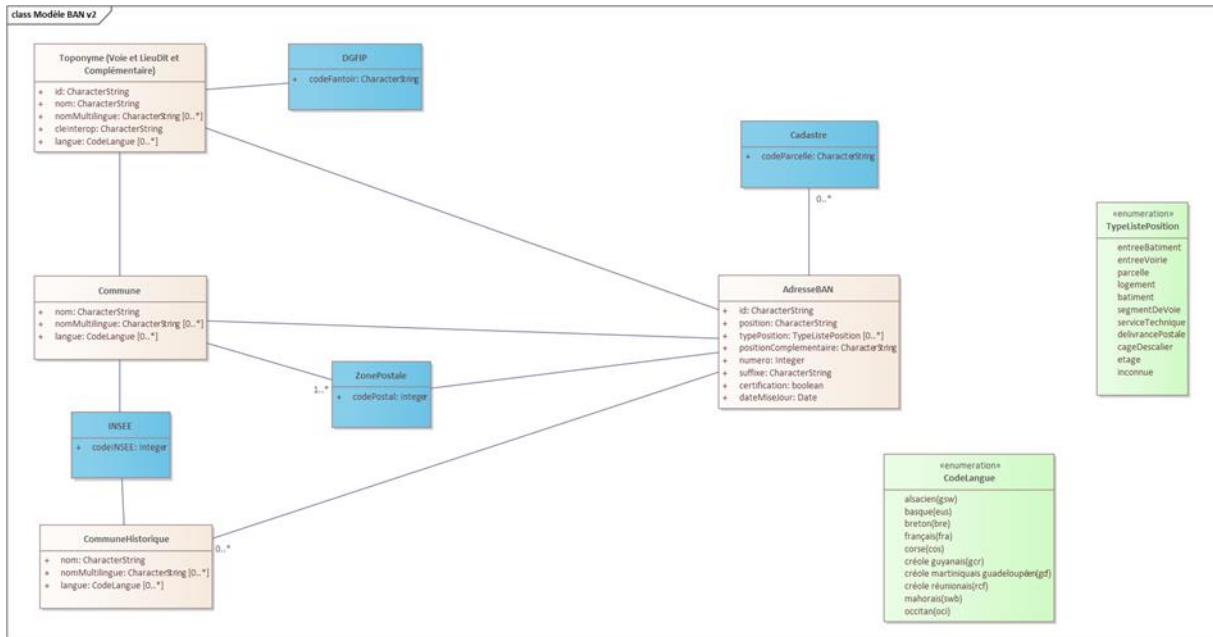 class Modèle BAN v2
Toponyme (Voie et LieuDit et
Complémentaire)
+ id: CharacterString
+ nom: CharacterString
+ nomMultilingue: CharacterString [0..*]
+ cleInterop: CharacterString
+ langue: CodeLangue [0..*]
DGFIP
+ codeFantoir: CharacterString
Cadastre
+ codeParcelle: CharacterString
0..*
«enumeration»
TypeListePosition
entreeBatiment
entreeVoirie
parcelle
logement
batiment
segmentDeVoie
serviceTechnique
delivrancePostale
cageDescalier
etage
inconnue
Commune
+ nom: CharacterString
+ nomMultilingue: CharacterString [0..*]
+ langue: CodeLangue [0..*]
AdresseBAN
+ id: CharacterString
+ position: CharacterString
+ typePosition: TypeListePosition [0..*]
+ positionComplementaire: CharacterString
+ numero: Integer
+ suffixe: CharacterString
+ certification: boolean
+ dateMiseJour: Date
1..*
ZonePostale
+ codePostal: Integer
INSEE
+ codeINSEE: Integer
CommuneHistorique
+ nom: CharacterString
+ nomMultilingue: CharacterString [0..*]
+ langue: CodeLangue [0..*]
0..*
«enumeration»
CodeLangue
alsacien(gsw)
basque(eus)
breton(bre)
français(fra)
corse(cos)
créole guyanais(gcr)
créole martiniquais guadeloupéen(gcf)
créole réunionais(rcf)
mahorais(swb)
occitan(oci)